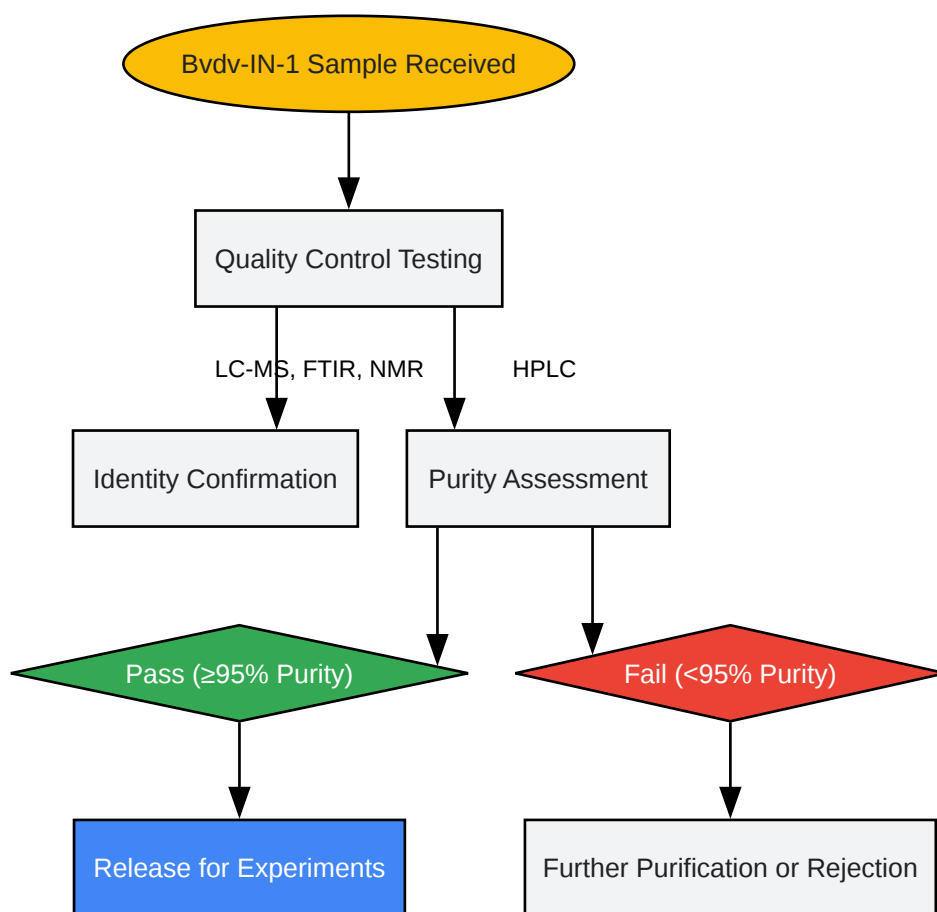 Bvdv-IN-1 Sample Received
Quality Control Testing
LC-MS, FTIR, NMR
HPLC
Identity Confirmation
Purity Assessment
Pass (≥95% Purity)
Fail (<95% Purity)
Release for Experiments
Further Purification or Rejection